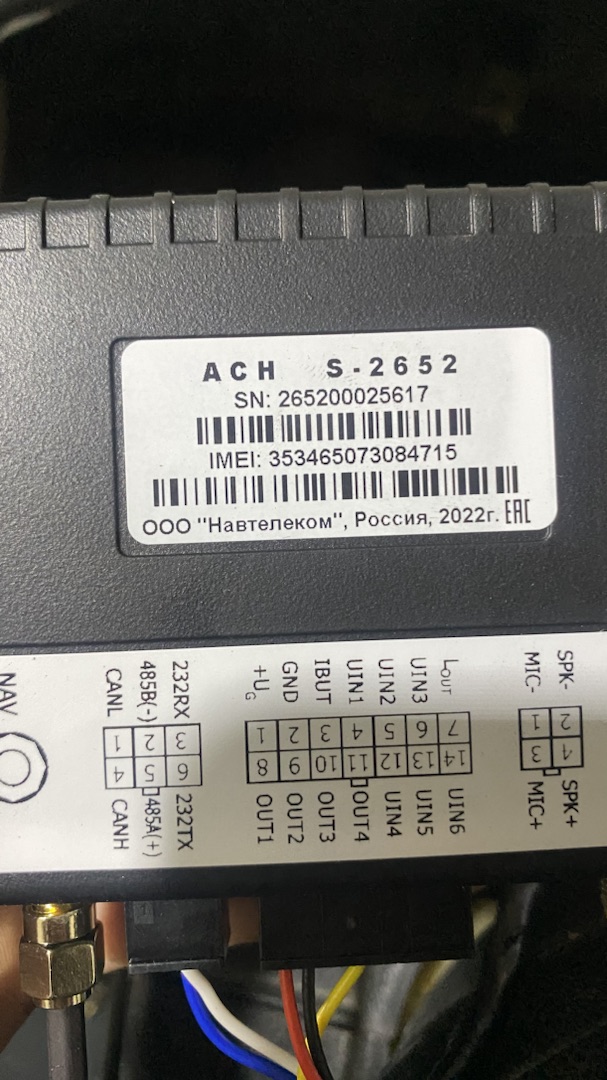 АСН S-2652
SN: 265200025617
IMEI: 353465073084715
ООО "Навтелеком", Россия, 2022г. EAC
NAV
CANL 485B(-) 232RX
1 2 3
4 5 6
CANH 485A(+) 232TX
+UG GND IBUT UIN1 UIN2 UIN3 LOUT
1 2 3 4 5 6 7
8 9 10 11 12 13 14
OUT1 OUT2 OUT3 OUT4 UIN4 UIN5 UIN6
MIC- SPK-
1 2
3 4
MIC+ SPK+